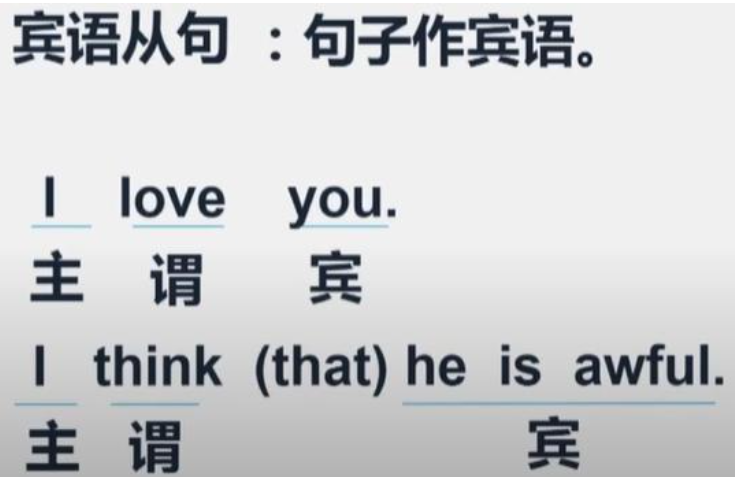 宾语从句 ：句子作宾语。
I love you.
主 谓 宾
I think (that) he is awful.
主 谓 宾